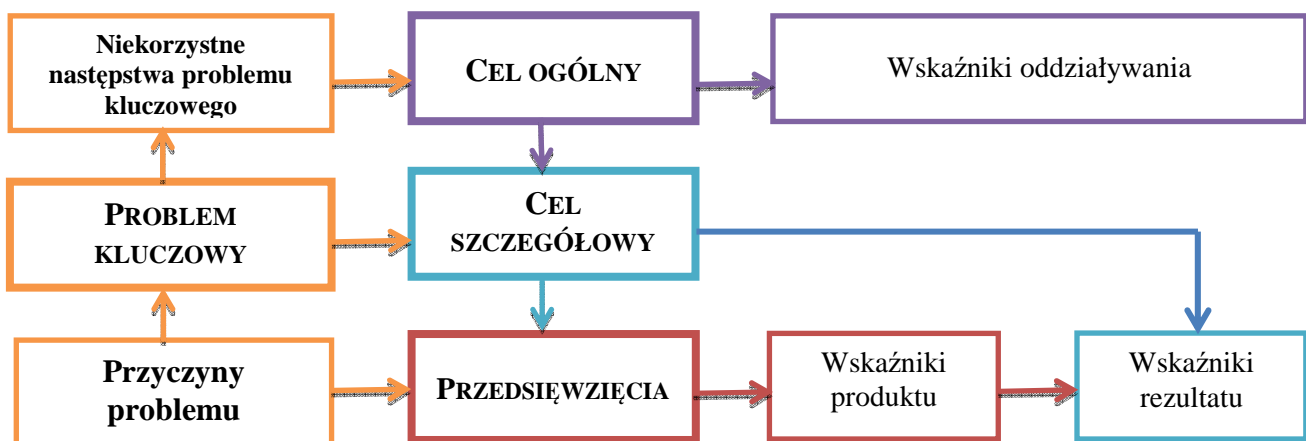 Niekorzystne
następstwa problemu
kluczowego
CEL OGÓLNY
Wskaźniki oddziaływania
PROBLEM
KLUCZOWY
CEL
SZCZEGÓŁOWY
Przyczyny
problemu
PRZEDSIĘWZIĘCIA
Wskaźniki
produktu
Wskaźniki
rezultatu